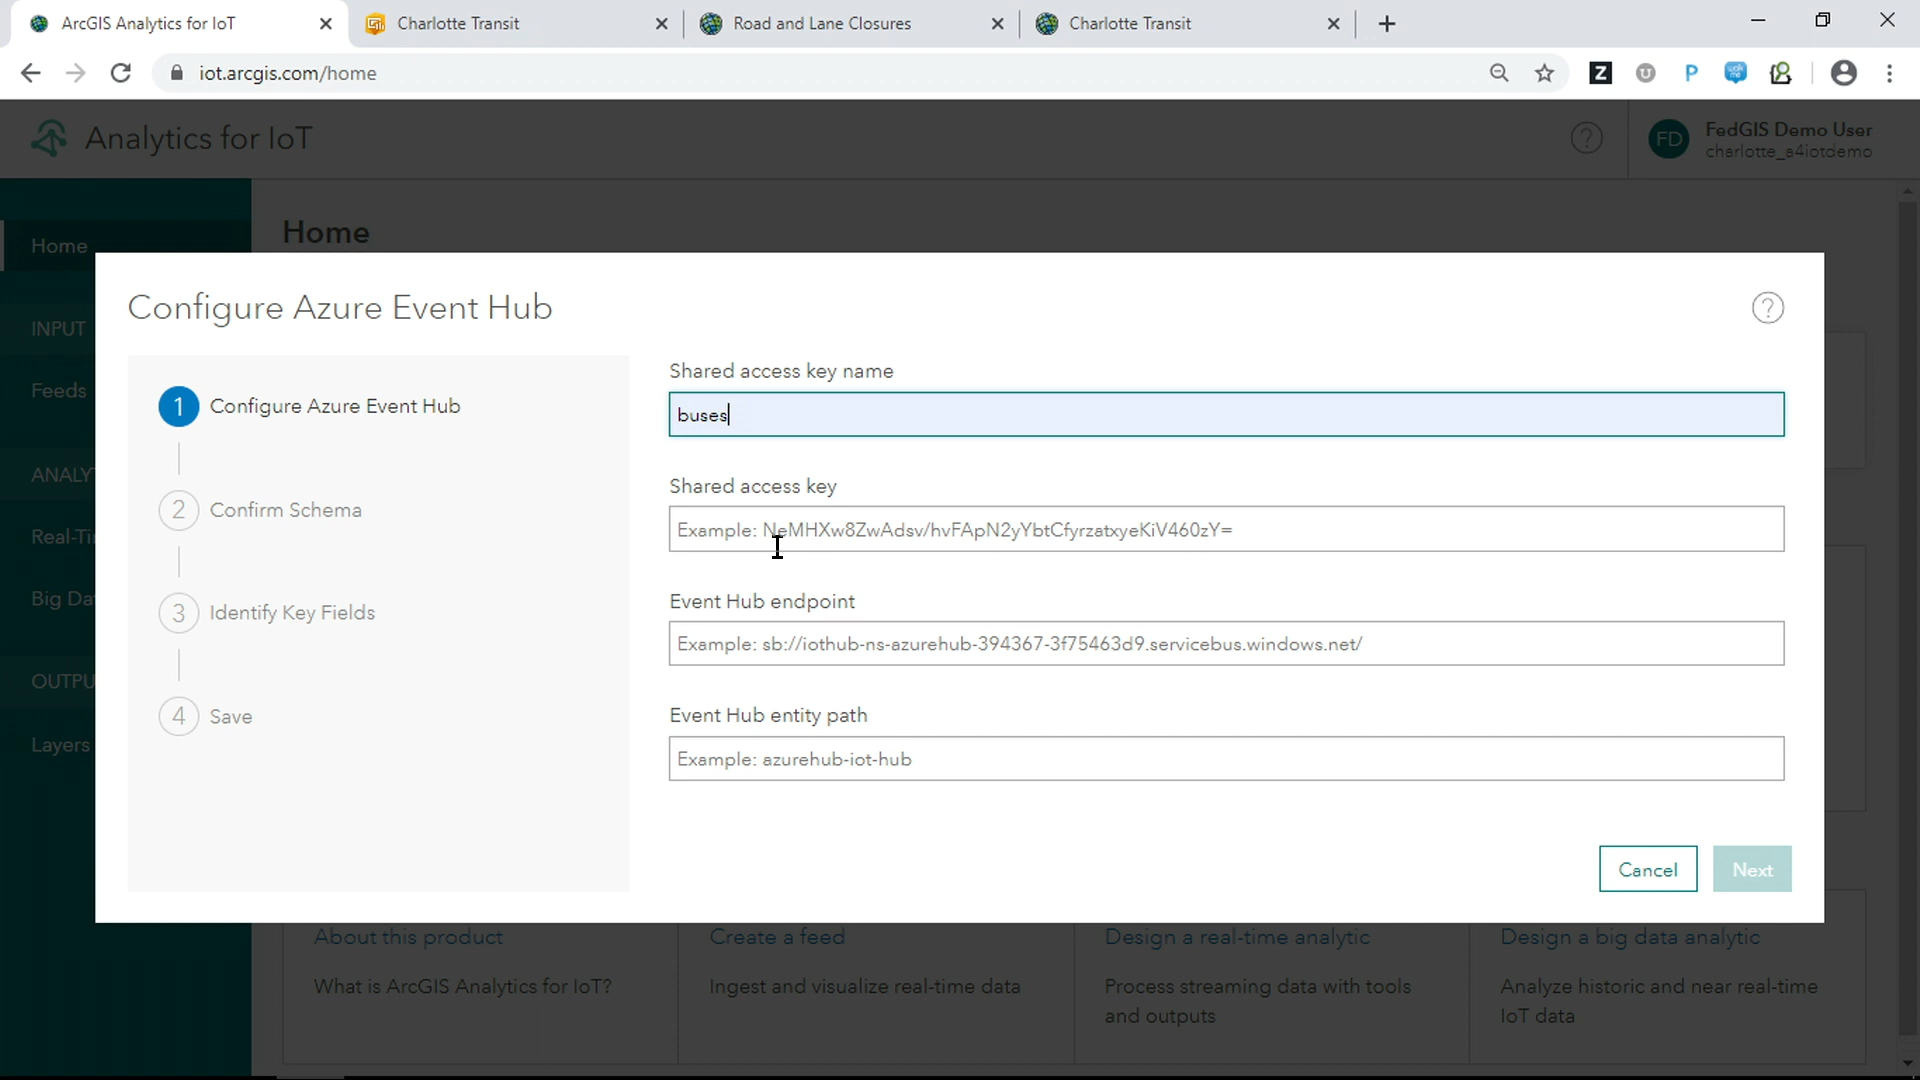 ArcGIS Analytics for IoT
Charlotte Transit
Road and Lane Closures
Charlotte Transit
iot.arcgis.com/home
Analytics for IoT
FD
FedGIS Demo User
charlotte_a4iotdemo
Home
Home
INPUT
Feeds
ANALY
Real-Ti
Big Da
OUTPU
Layers
Configure Azure Event Hub
?
1 Configure Azure Event Hub
2 Confirm Schema
3 Identify Key Fields
4 Save
Shared access key name
buses
Shared access key
Example: NeMHXw8ZwAdsv/hvFApN2yYbtCfyrzatxyeKiV460zY=
Event Hub endpoint
Example: sb://iothub-ns-azurehub-394367-3f75463d9.servicebus.windows.net/
Event Hub entity path
Example: azurehub-iot-hub
Cancel
Next
About this product
What is ArcGIS Analytics for IoT?
Create a feed
Ingest and visualize real-time data
Design a real-time analytic
Process streaming data with tools
and outputs
Design a big data analytic
Analyze historic and near real-time
IoT data